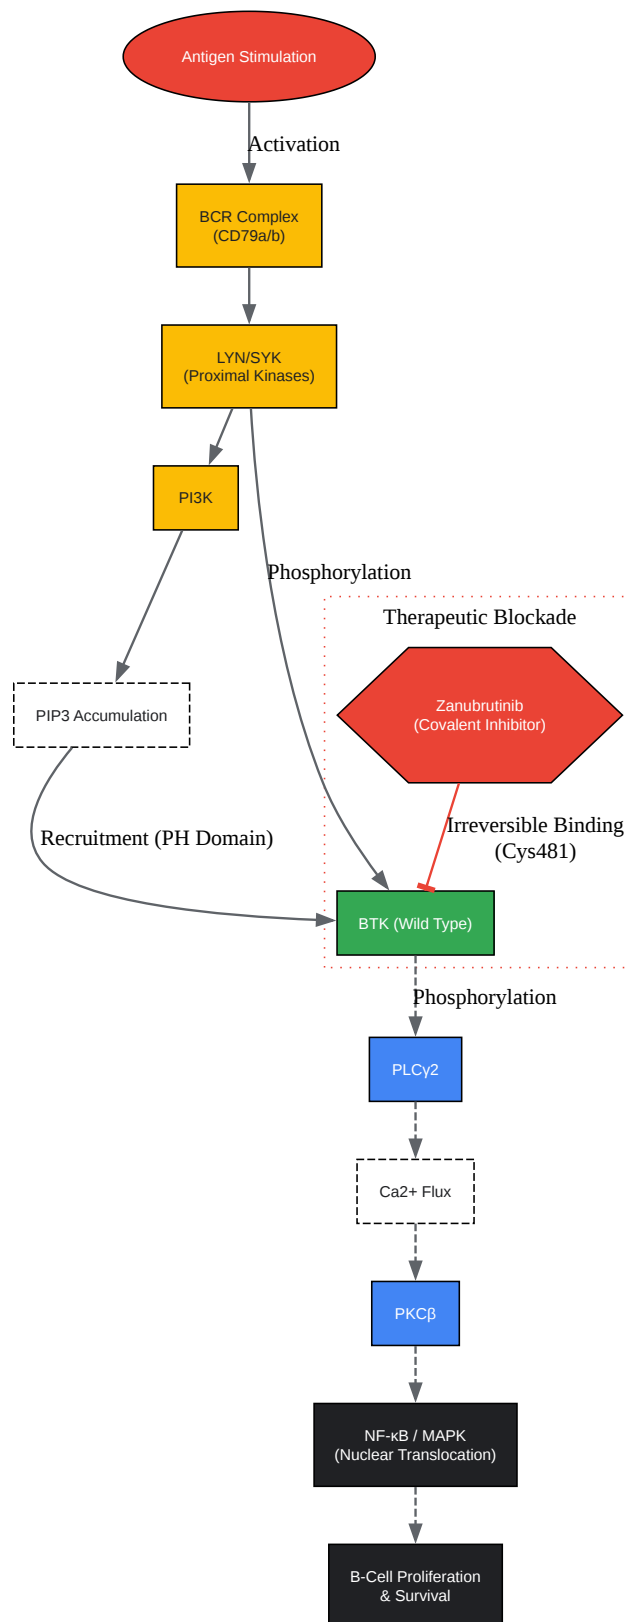 Antigen Stimulation
Activation
BCR Complex
(CD79a/b)
LYN/SYK
(Proximal Kinases)
PI3K
Phosphorylation
Therapeutic Blockade
Zanubrutinib
(Covalent Inhibitor)
PIP3 Accumulation
Irreversible Binding
(Cys481)
Recruitment (PH Domain)
BTK (Wild Type)
Phosphorylation
PLCγ2
Ca2+ Flux
PKCβ
NF-κB / MAPK
(Nuclear Translocation)
B-Cell Proliferation
& Survival